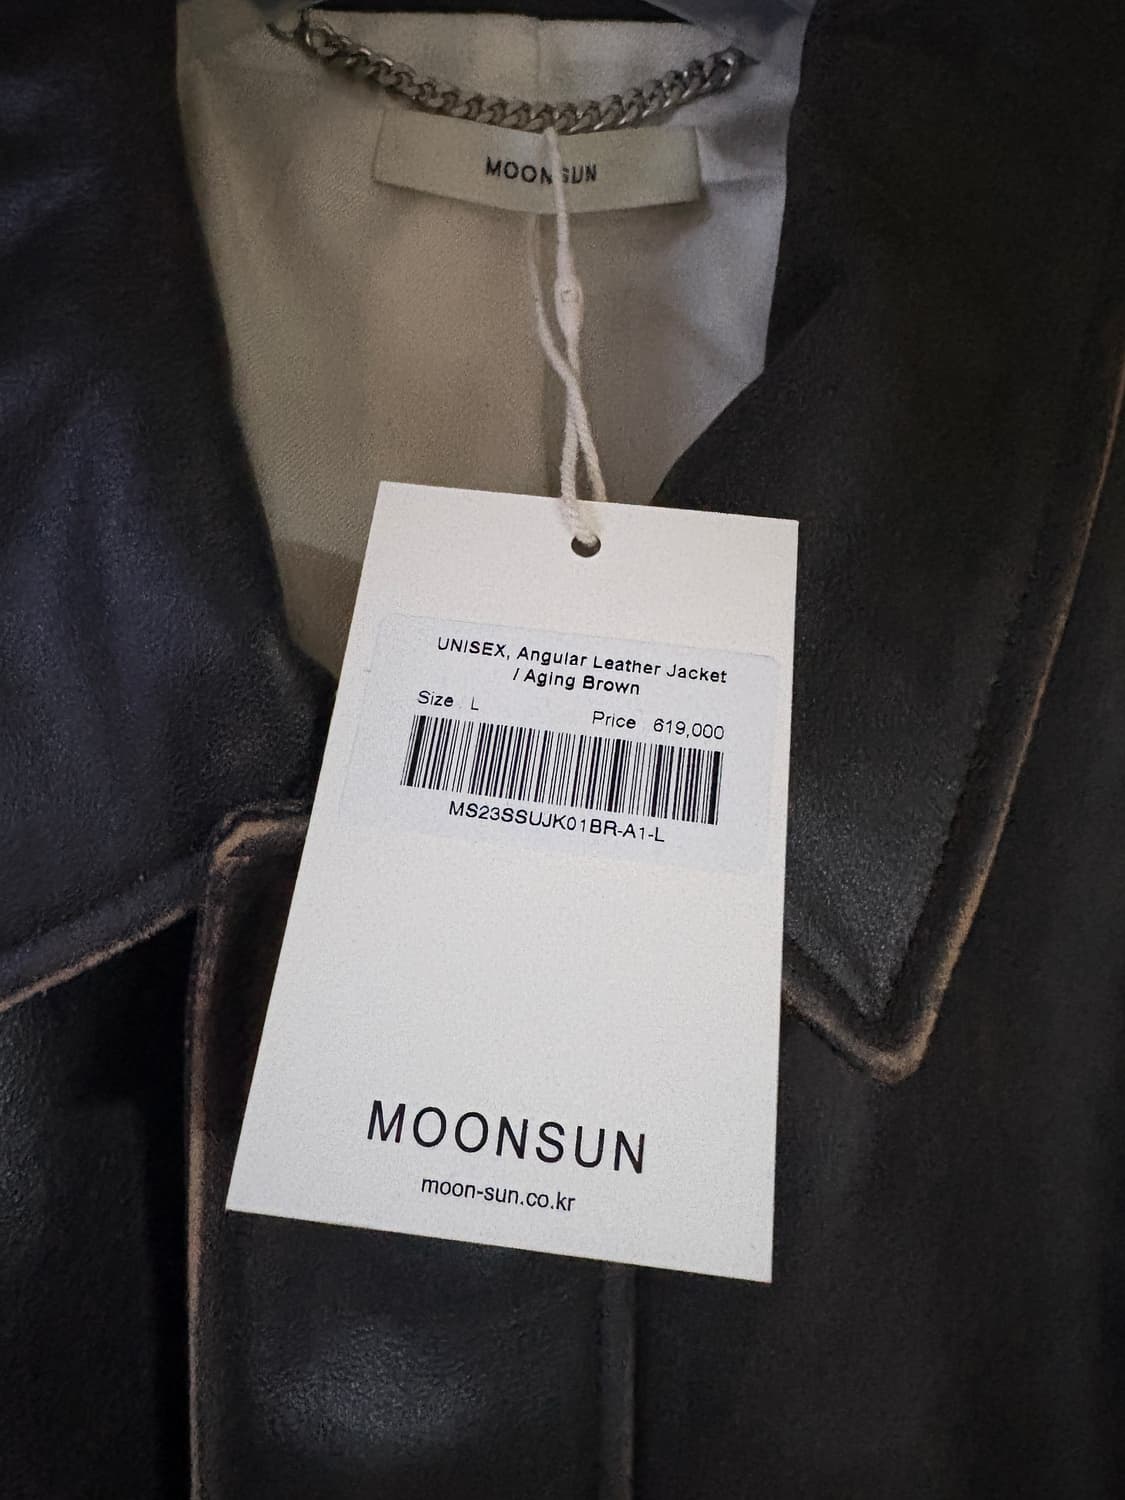 MOONSUN
UNISEX, Angular Leather Jacket
/ Aging Brown
Size : L
Price : 619,000
MS23SSUJK01BR-A1-L
MOONSUN
moon-sun.co.kr